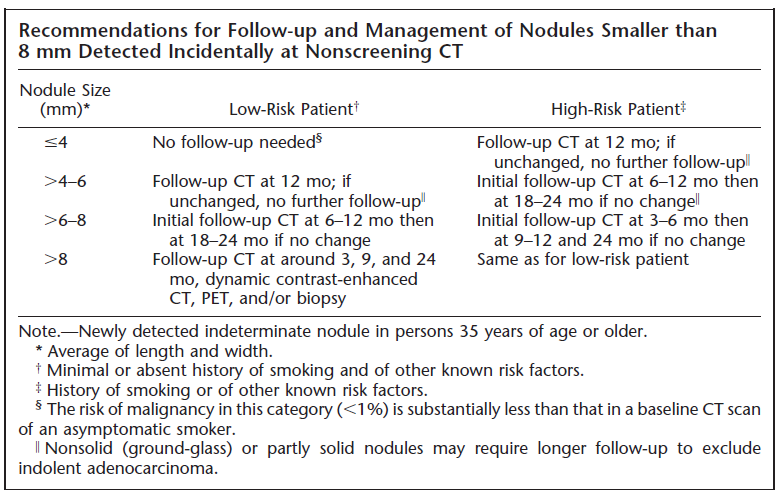 Recommendations for Follow-up and Management of Nodules Smaller than
8 mm Detected Incidentally at Nonscreening CT
Nodule Size
(mm)* Low-Risk Patient† High-Risk Patient‡
≤4 No follow-up needed§ Follow-up CT at 12 mo; if
unchanged, no further follow-up‖
>4–6 Follow-up CT at 12 mo; if Initial follow-up CT at 6–12 mo then
unchanged, no further follow-up‖ at 18–24 mo if no change‖
>6–8 Initial follow-up CT at 6–12 mo then Initial follow-up CT at 3–6 mo then
at 18–24 mo if no change at 9–12 and 24 mo if no change
>8 Follow-up CT at around 3, 9, and 24 Same as for low-risk patient
mo, dynamic contrast-enhanced
CT, PET, and/or biopsy
Note.—Newly detected indeterminate nodule in persons 35 years of age or older.
* Average of length and width.
† Minimal or absent history of smoking and of other known risk factors.
‡ History of smoking or of other known risk factors.
§ The risk of malignancy in this category (<1%) is substantially less than that in a baseline CT scan
of an asymptomatic smoker.
‖ Nonsolid (ground-glass) or partly solid nodules may require longer follow-up to exclude
indolent adenocarcinoma.